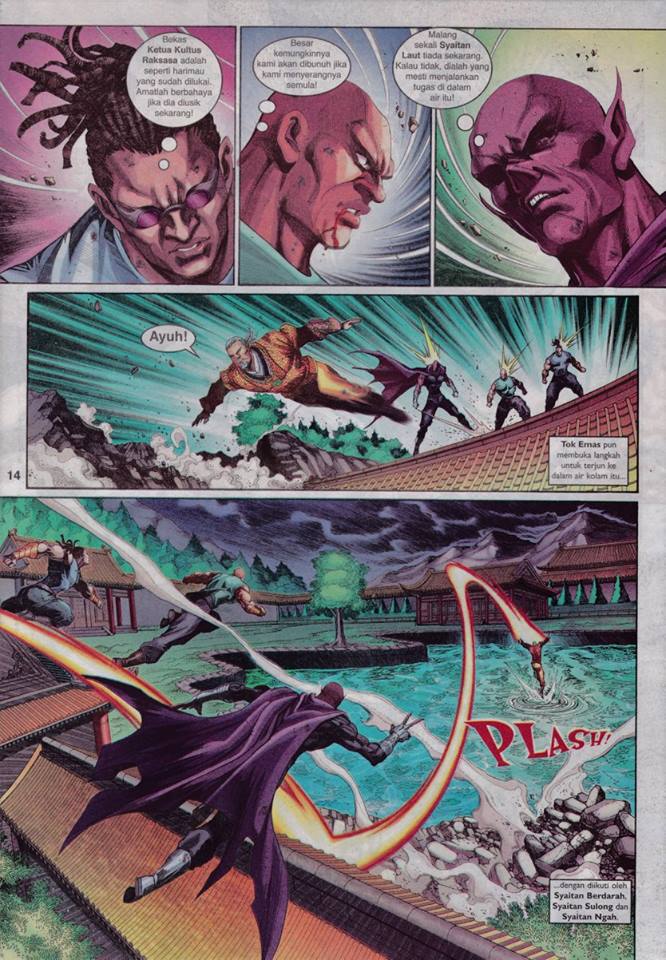 Bekas
Ketua Kultus
Raksasa adalah
seperti harimau
yang sudah dilukai.
Amatlah berbahaya
jika dia diusik
sekarang!
Besar
kemungkinnya
kami akan dibunuh jika
kami menyerangnya
semula!
Malang
sekali Syaitan
Laut tiada sekarang.
Kalau tidak, dialah yang
mesti menjalankan
tugas di dalam
air itu!
Ayuh!
Tok Emas pun
membuka langkah
untuk terjun ke
dalam air kolam itu...
14
PLASH!
...dengan diikuti oleh
Syaitan Berdarah,
Syaitan Sulong dan
Syaitan Ngah.